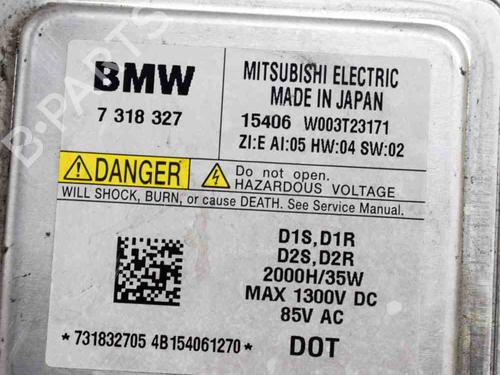 BMW
7 318 327
MITSUBISHI ELECTRIC
MADE IN JAPAN
15406 W003T23171
ZI:E AI:05 HW:04 SW:02
DANGER
Do not open.
HAZARDOUS VOLTAGE
WILL SHOCK, BURN, or cause DEATH. See Service Manual.
D1S,D1R
D2S,D2R
2000H/35W
MAX 1300V DC
85V AC
*731832705 4B154061270*
DOT
B-PARTS